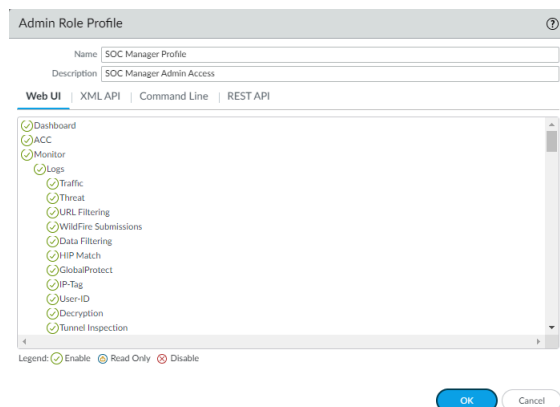 Admin Role Profile
Name SOC Manager Profile
Description SOC Manager Admin Access
Web UI | XML API | Command Line | REST API
Dashboard
ACC
Monitor
Logs
Traffic
Threat
URL Filtering
WildFire Submissions
Data Filtering
HIP Match
GlobalProtect
IP-Tag
User-ID
Decryption
Tunnel Inspection
Legend: Enable Read Only Disable
OK Cancel